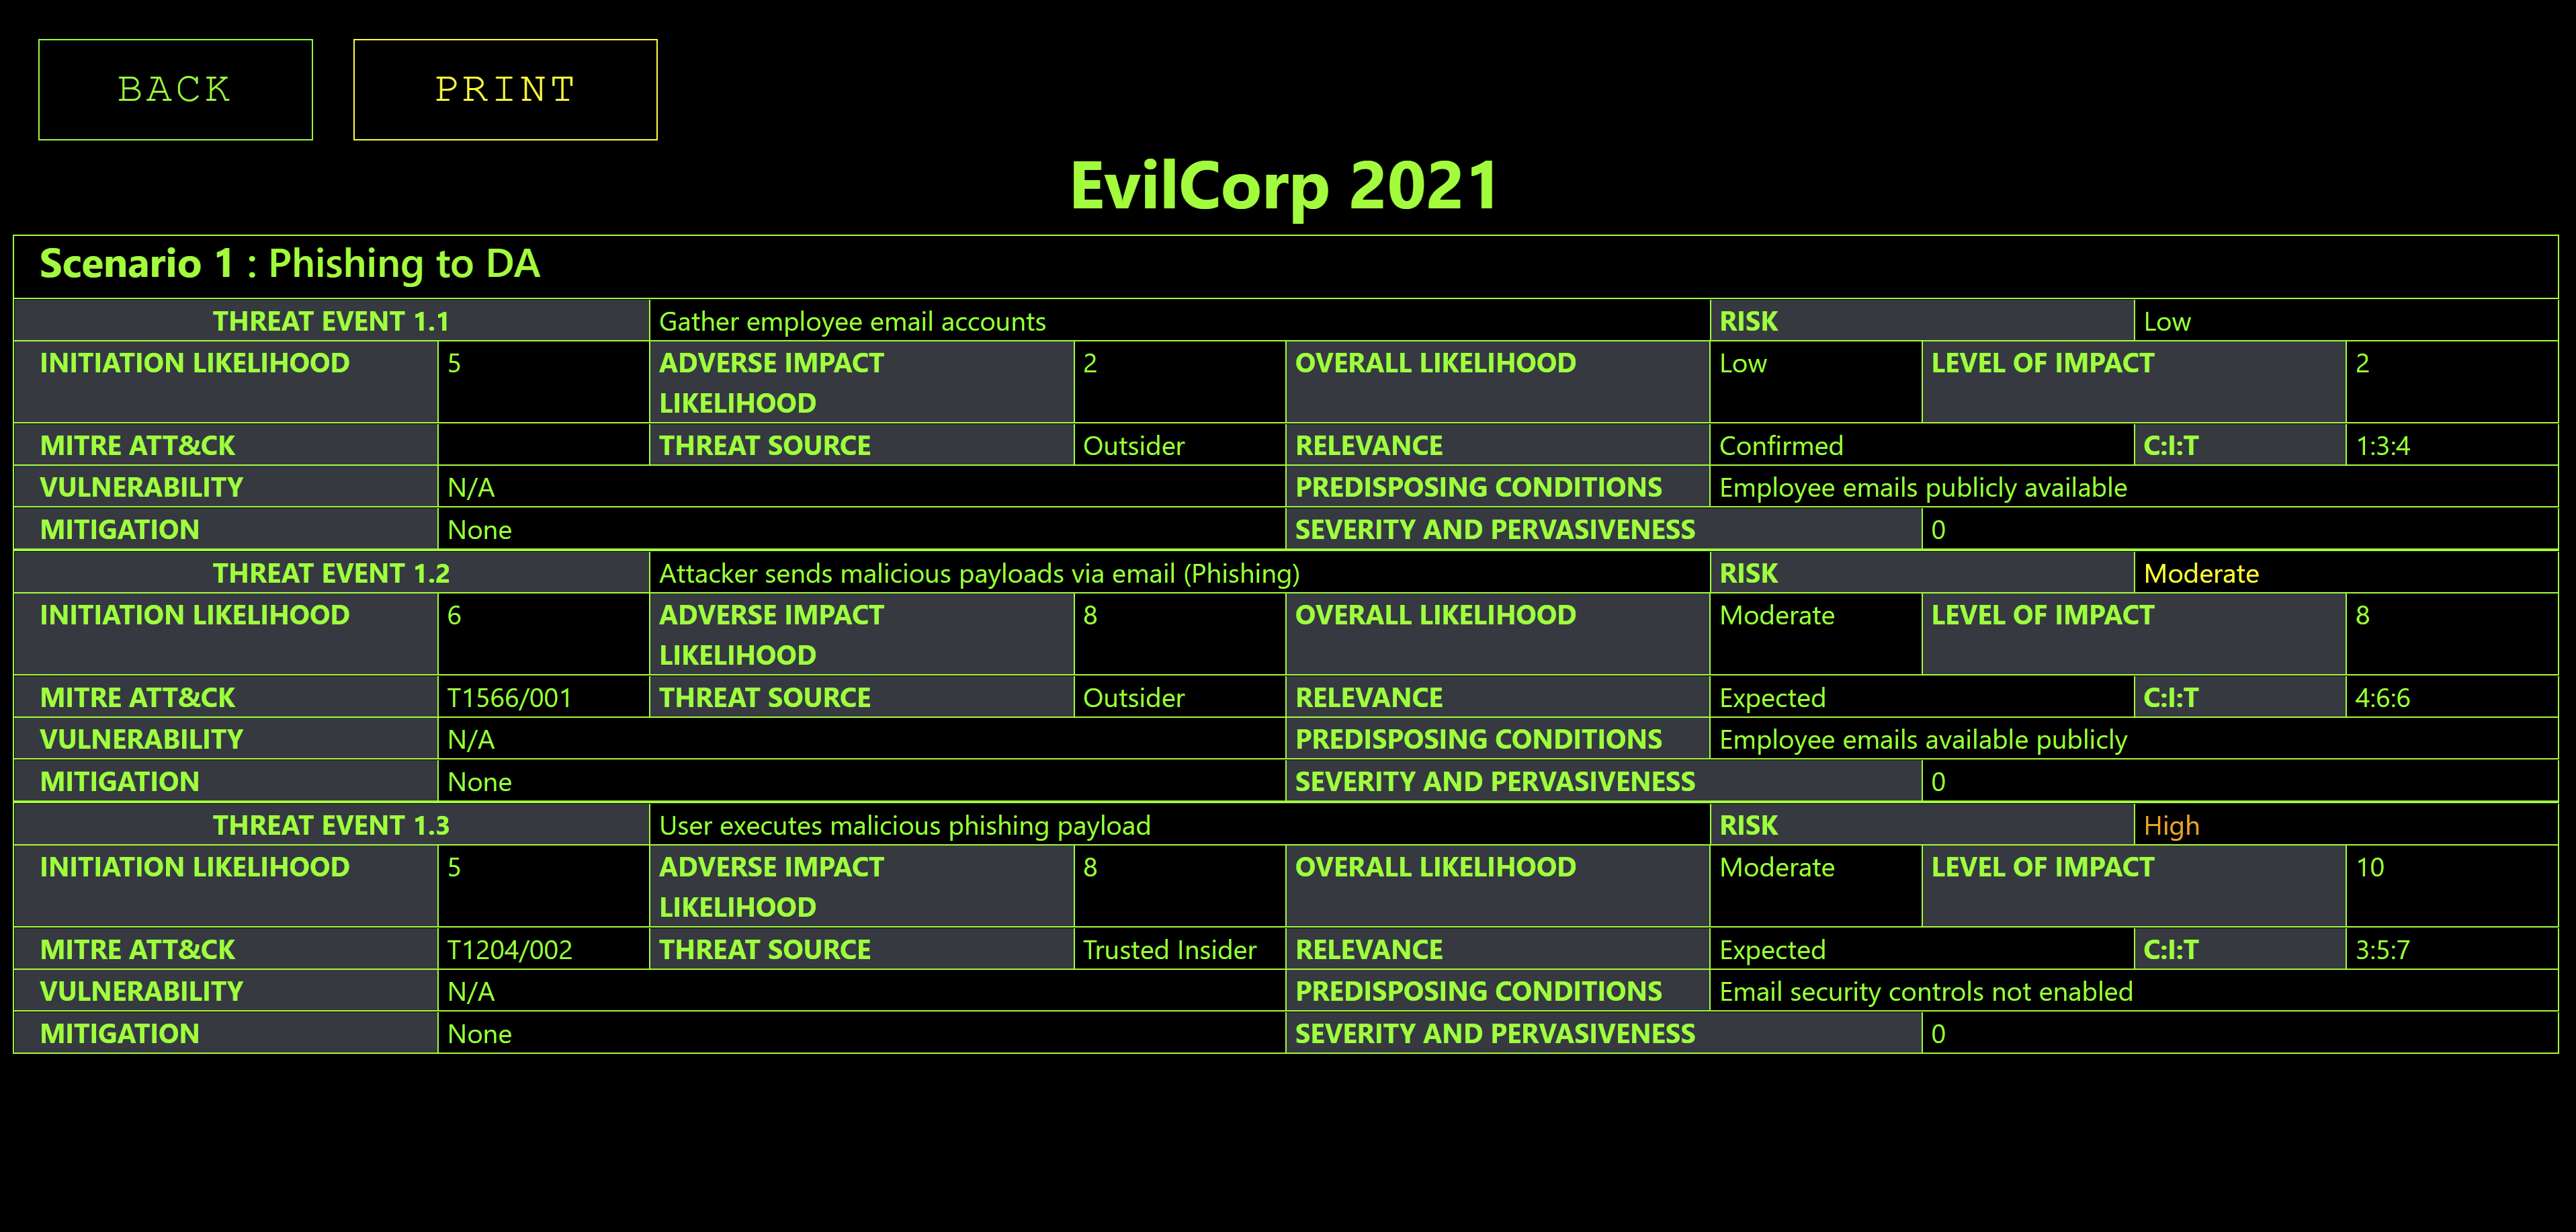 BACK PRINT
EvilCorp 2021
Scenario 1 : Phishing to DA
THREAT EVENT 1.1 Gather employee email accounts RISK Low
INITIATION LIKELIHOOD 5 ADVERSE IMPACT LIKELIHOOD 2 OVERALL LIKELIHOOD Low LEVEL OF IMPACT 2
MITRE ATT&CK THREAT SOURCE Outsider RELEVANCE Confirmed C:I:T 1:3:4
VULNERABILITY N/A PREDISPOSING CONDITIONS Employee emails publicly available
MITIGATION None SEVERITY AND PERVASIVENESS 0
THREAT EVENT 1.2 Attacker sends malicious payloads via email (Phishing) RISK Moderate
INITIATION LIKELIHOOD 6 ADVERSE IMPACT LIKELIHOOD 8 OVERALL LIKELIHOOD Moderate LEVEL OF IMPACT 8
MITRE ATT&CK T1566/001 THREAT SOURCE Outsider RELEVANCE Expected C:I:T 4:6:6
VULNERABILITY N/A PREDISPOSING CONDITIONS Employee emails available publicly
MITIGATION None SEVERITY AND PERVASIVENESS 0
THREAT EVENT 1.3 User executes malicious phishing payload RISK High
INITIATION LIKELIHOOD 5 ADVERSE IMPACT LIKELIHOOD 8 OVERALL LIKELIHOOD Moderate LEVEL OF IMPACT 10
MITRE ATT&CK T1204/002 THREAT SOURCE Trusted Insider RELEVANCE Expected C:I:T 3:5:7
VULNERABILITY N/A PREDISPOSING CONDITIONS Email security controls not enabled
MITIGATION None SEVERITY AND PERVASIVENESS 0